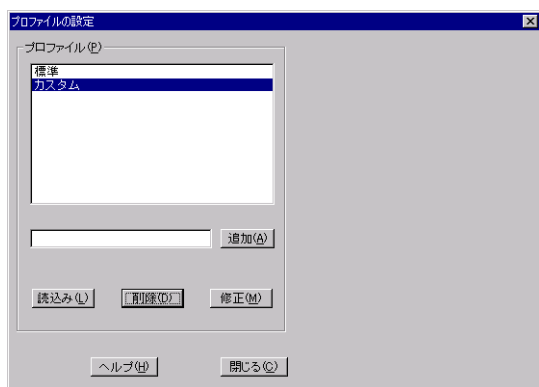 プロファイルの設定
プロファイル(P)
標準
カスタム
追加(A)
読込み(L) 削除(D) 修正(M)
ヘルプ(H) 閉じる(C)